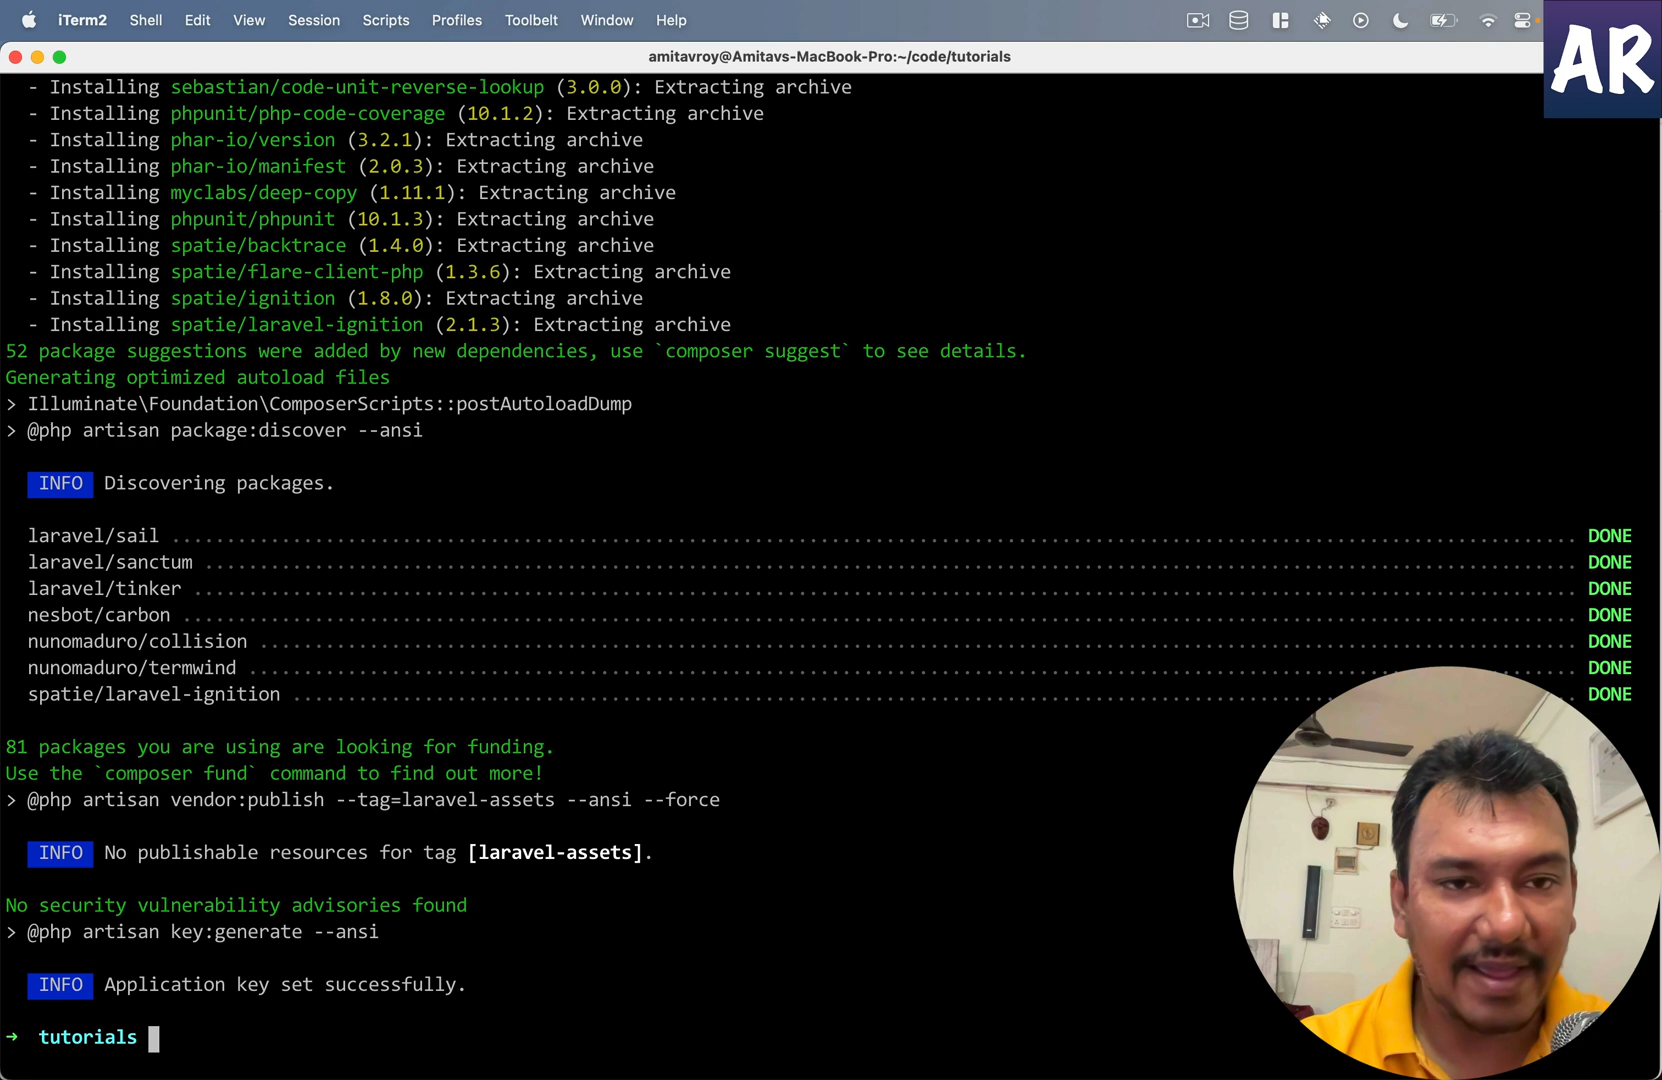 iTerm2 Shell Edit View Session Scripts Profiles Toolbelt Window Help
AR
amitavroy@Amitavs-MacBook-Pro:~/code/tutorials
- Installing sebastian/code-unit-reverse-lookup (3.0.0): Extracting archive
- Installing phpunit/php-code-coverage (10.1.2): Extracting archive
- Installing phar-io/version (3.2.1): Extracting archive
- Installing phar-io/manifest (2.0.3): Extracting archive
- Installing myclabs/deep-copy (1.11.1): Extracting archive
- Installing phpunit/phpunit (10.1.3): Extracting archive
- Installing spatie/backtrace (1.4.0): Extracting archive
- Installing spatie/flare-client-php (1.3.6): Extracting archive
- Installing spatie/ignition (1.8.0): Extracting archive
- Installing spatie/laravel-ignition (2.1.3): Extracting archive
52 package suggestions were added by new dependencies, use `composer suggest` to see details.
Generating optimized autoload files
> Illuminate\Foundation\ComposerScripts::postAutoloadDump
> @php artisan package:discover --ansi
INFO Discovering packages.
laravel/sail ........ DONE
laravel/sanctum ........ DONE
laravel/tinker ........ DONE
nesbot/carbon ........ DONE
nunomaduro/collision ........ DONE
nunomaduro/termwind ........ DONE
spatie/laravel-ignition ........ DONE
81 packages you are using are looking for funding.
Use the `composer fund` command to find out more!
> @php artisan vendor:publish --tag=laravel-assets --ansi --force
INFO No publishable resources for tag [laravel-assets].
No security vulnerability advisories found
> @php artisan key:generate --ansi
INFO Application key set successfully.
→ tutorials